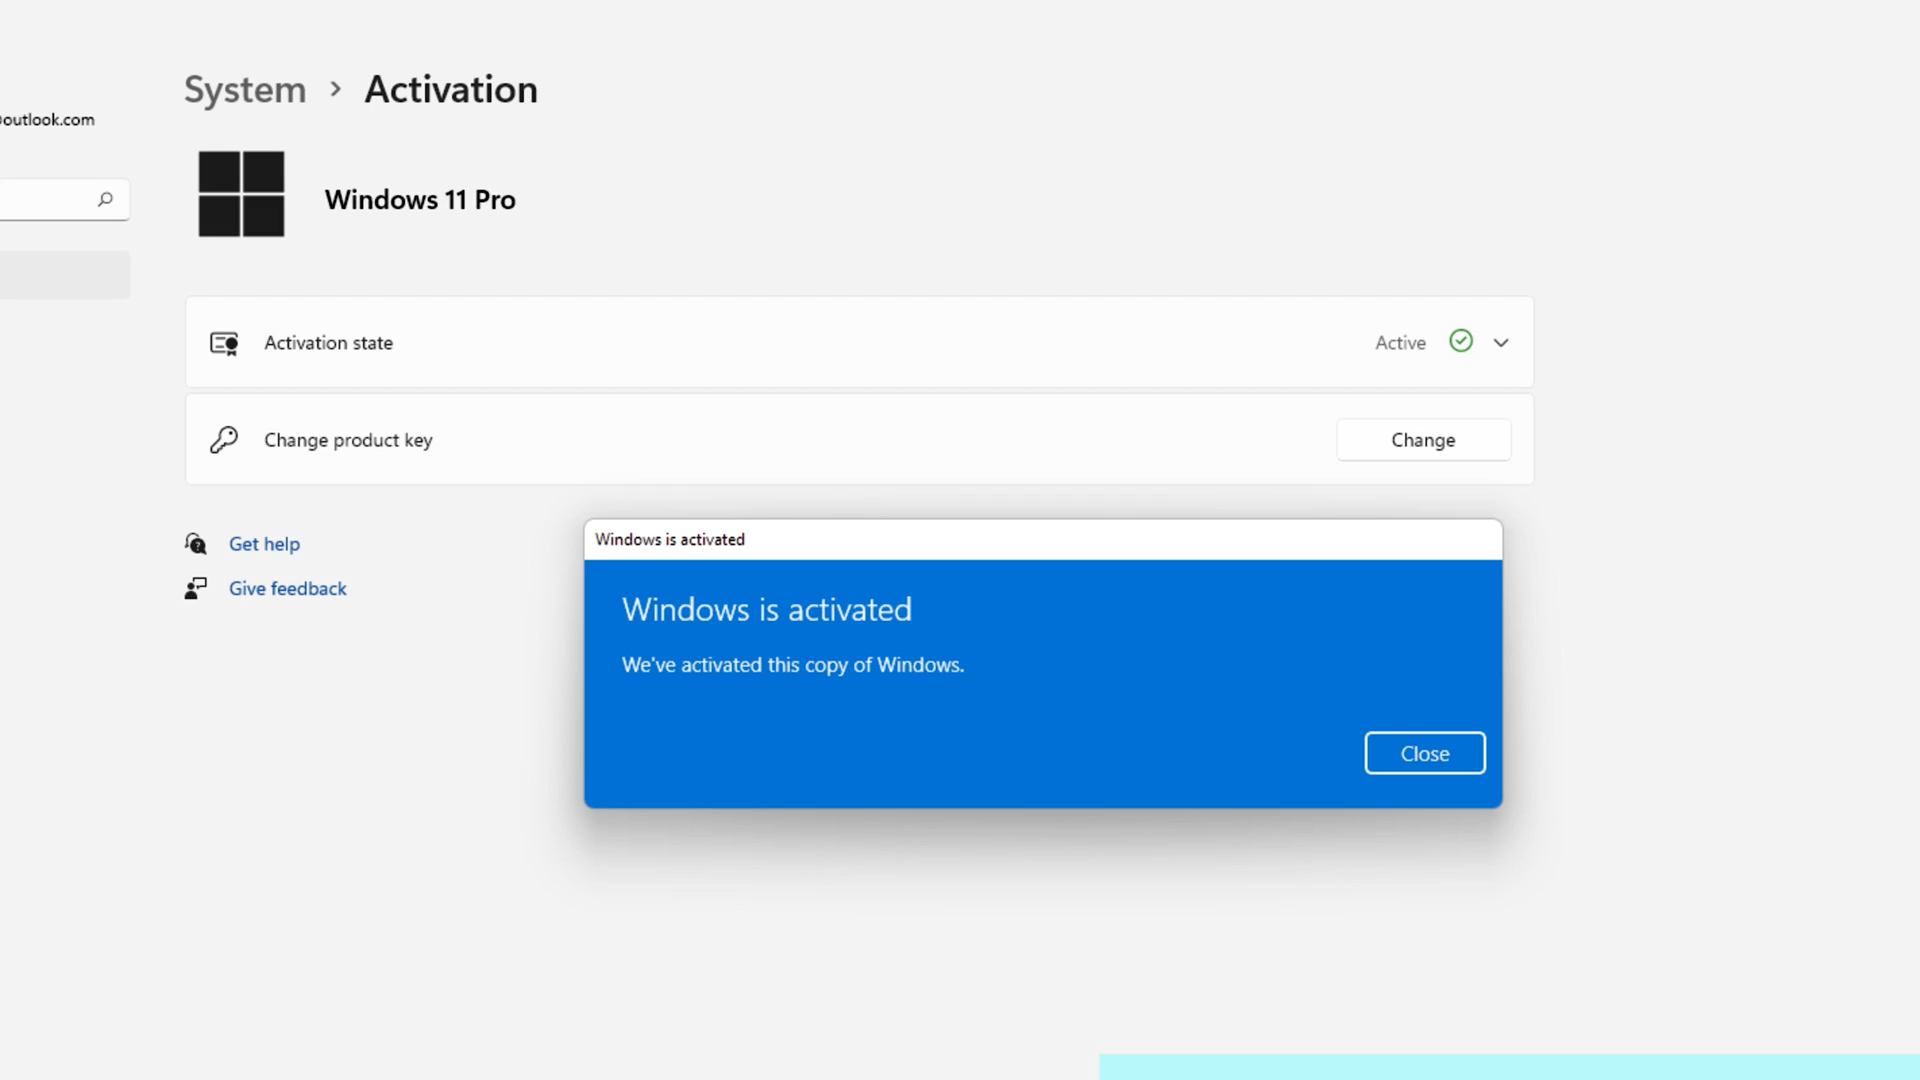 System > Activation
outlook.com
Windows 11 Pro
Activation state
Active
Change product key
Change
Get help
Give feedback
Windows is activated
Windows is activated
We've activated this copy of Windows.
Close